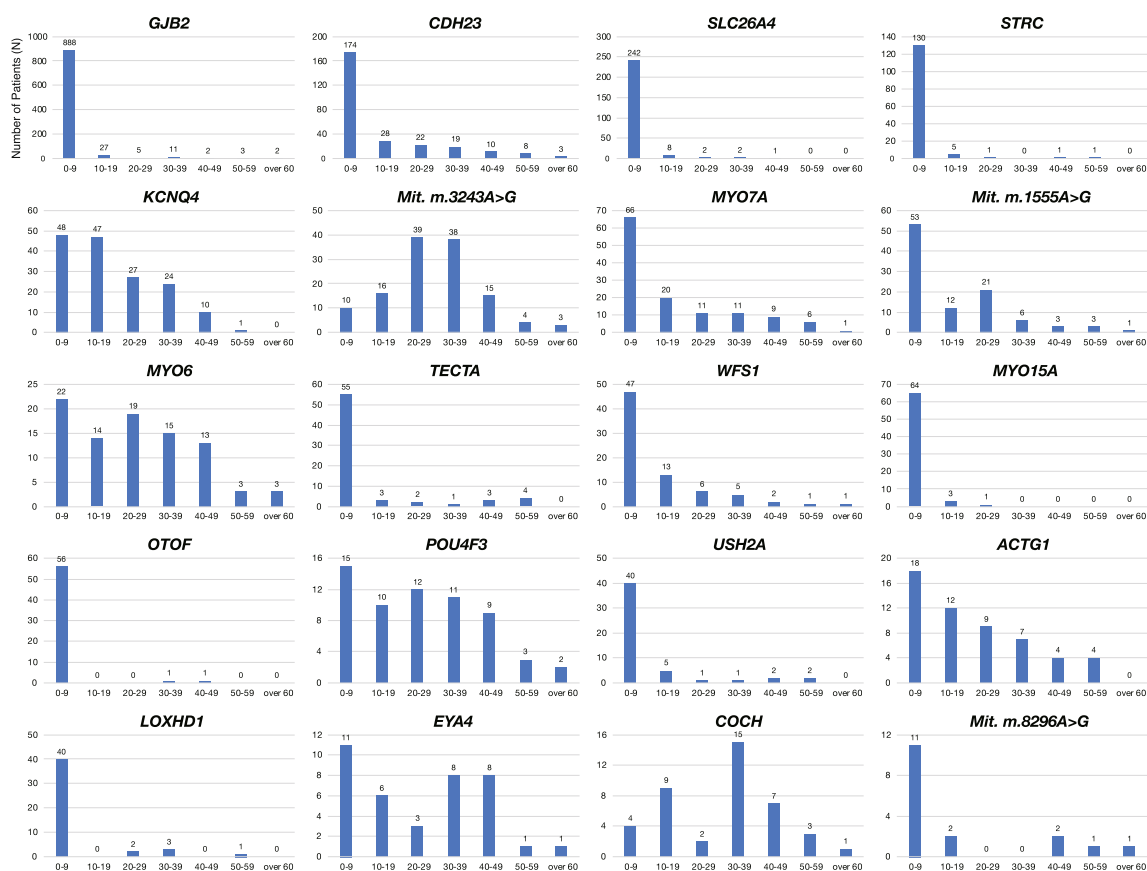 Number of Patients (N)
GJB2
1000 800 600 400 200 0
888 27 5 11 2 3 2
0-9 10-19 20-29 30-39 40-49 50-59 over 60
CDH23
200 160 120 80 40 0
174 28 22 19 10 8 3
0-9 10-19 20-29 30-39 40-49 50-59 over 60
SLC26A4
300 250 200 150 100 50 0
242 8 2 2 1 0 0
0-9 10-19 20-29 30-39 40-49 50-59 over 60
STRC
140 120 100 80 60 40 20 0
130 5 1 0 1 1 0
0-9 10-19 20-29 30-39 40-49 50-59 over 60
KCNQ4
60 50 40 30 20 10 0
48 47 27 24 10 1 0
0-9 10-19 20-29 30-39 40-49 50-59 over 60
Mit. m.3243A>G
50 40 30 20 10 0
10 16 39 38 15 4 3
0-9 10-19 20-29 30-39 40-49 50-59 over 60
MYO7A
70 60 50 40 30 20 10 0
66 20 11 11 9 6 1
0-9 10-19 20-29 30-39 40-49 50-59 over 60
Mit. m.1555A>G
60 50 40 30 20 10 0
53 12 21 6 3 3 1
0-9 10-19 20-29 30-39 40-49 50-59 over 60
MYO6
25 20 15 10 5 0
22 14 19 15 13 3 3
0-9 10-19 20-29 30-39 40-49 50-59 over 60
TECTA
60 50 40 30 20 10 0
55 3 2 1 3 4 0
0-9 10-19 20-29 30-39 40-49 50-59 over 60
WFS1
50 40 30 20 10 0
47 13 6 5 2 1 1
0-9 10-19 20-29 30-39 40-49 50-59 over 60
MYO15A
70 60 50 40 30 20 10 0
64 3 1 0 0 0 0
0-9 10-19 20-29 30-39 40-49 50-59 over 60
OTOF
60 50 40 30 20 10 0
56 0 0 1 1 0 0
0-9 10-19 20-29 30-39 40-49 50-59 over 60
POU4F3
16 12 8 4 0
15 10 12 11 9 3 2
0-9 10-19 20-29 30-39 40-49 50-59 over 60
USH2A
50 40 30 20 10 0
40 5 1 1 2 2 0
0-9 10-19 20-29 30-39 40-49 50-59 over 60
ACTG1
20 16 12 8 4 0
18 12 9 7 4 4 0
0-9 10-19 20-29 30-39 40-49 50-59 over 60
LOXHD1
50 40 30 20 10 0
40 0 2 3 0 1 0
0-9 10-19 20-29 30-39 40-49 50-59 over 60
EYA4
12 10 8 6 4 2 0
11 6 3 8 8 1 1
0-9 10-19 20-29 30-39 40-49 50-59 over 60
COCH
16 12 8 4 0
4 9 2 15 7 3 1
0-9 10-19 20-29 30-39 40-49 50-59 over 60
Mit. m.8296A>G
12 8 4 0
11 2 0 0 2 1 1
0-9 10-19 20-29 30-39 40-49 50-59 over 60